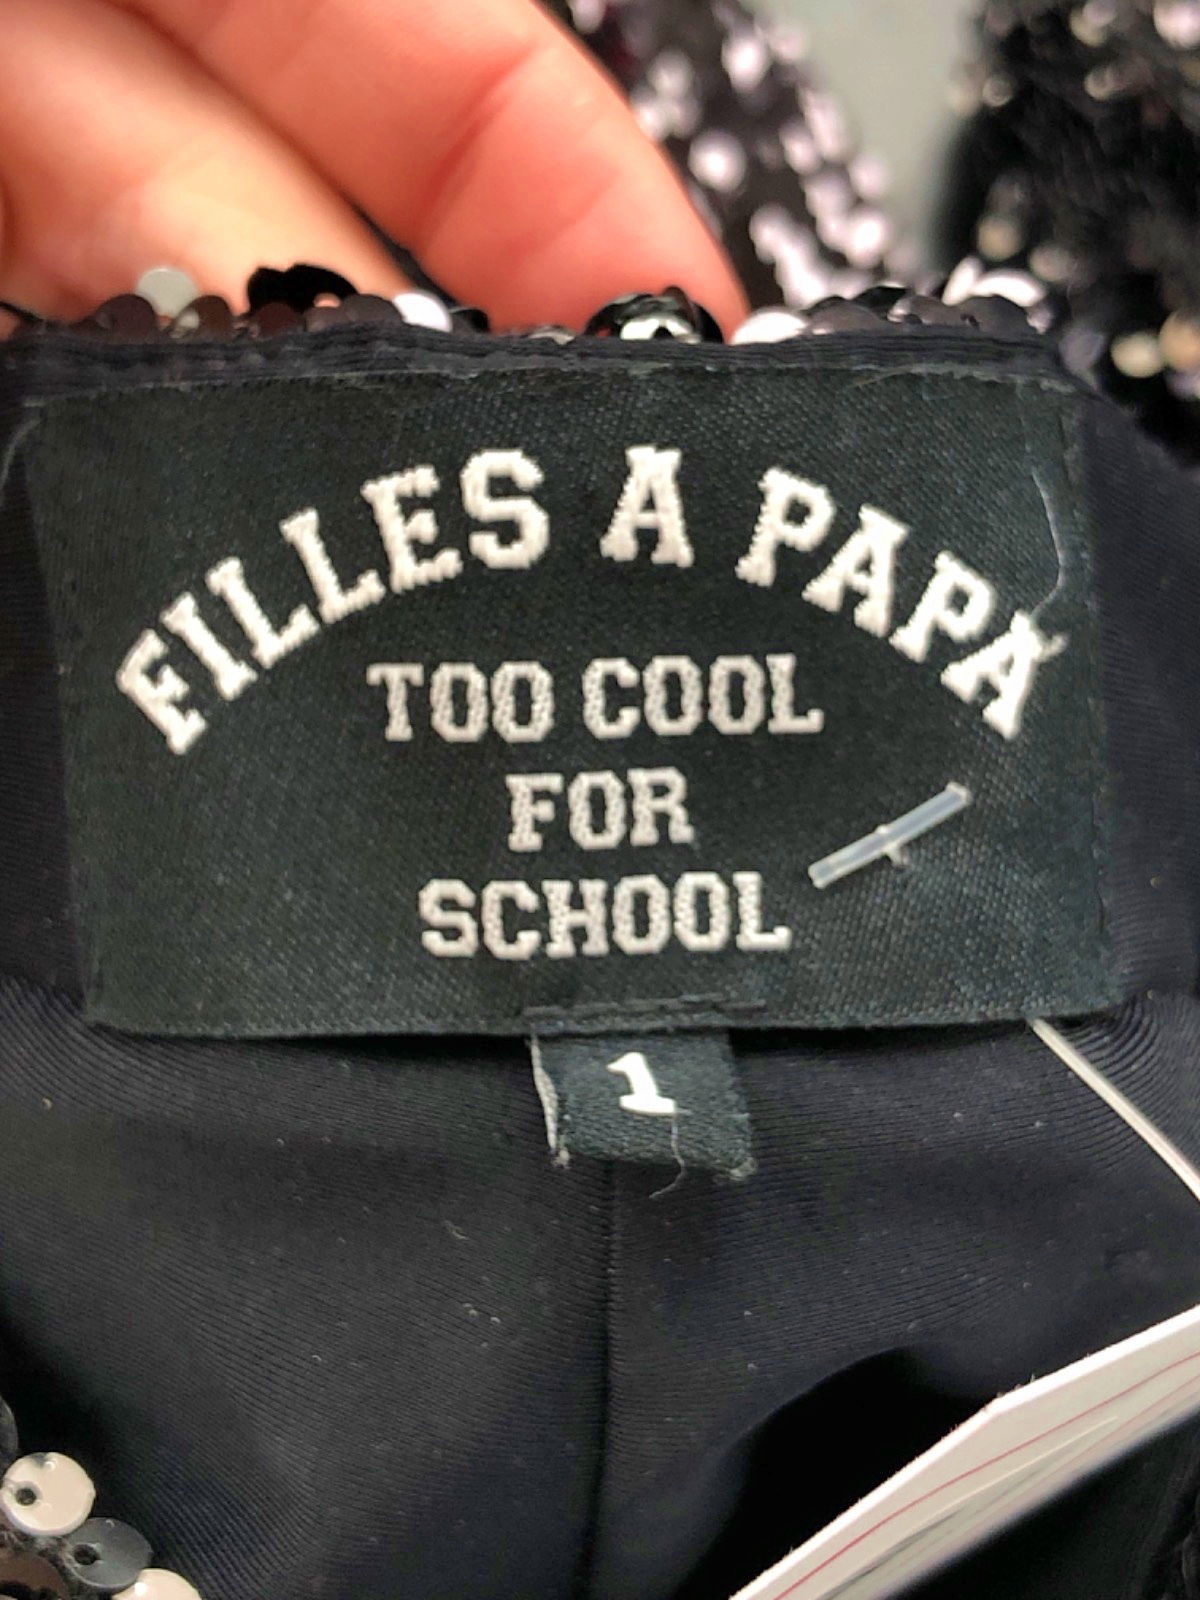 FILLES A PAPA
TOO COOL
FOR
SCHOOL
1